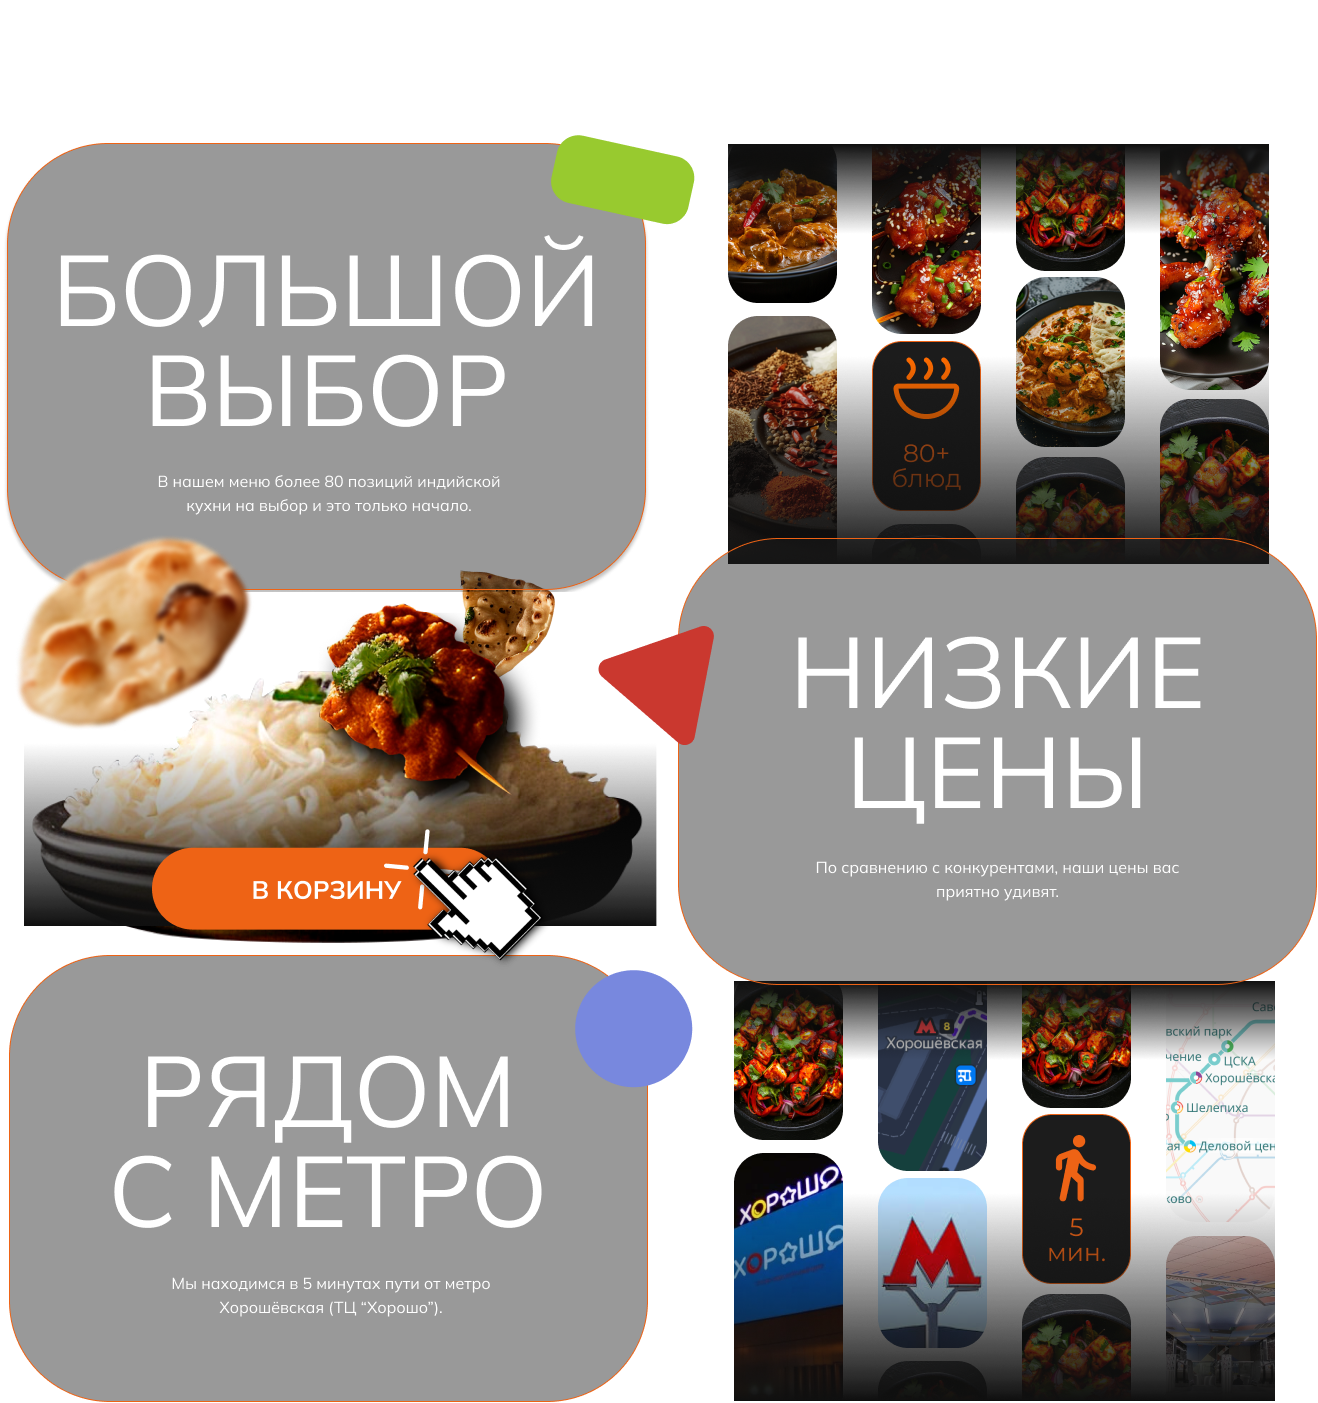 БОЛЬШОЙ
ВЫБОР
В нашем меню более 80 позиций индийской
кухни на выбор и это только начало.
80+
блюд
НИЗКИЕ
ЦЕНЫ
По сравнению с конкурентами, наши цены вас
приятно удивят.
В КОРЗИНУ
РЯДОМ
С МЕТРО
Мы находимся в 5 минутах пути от метро
Хорошёвская (ТЦ “Хорошо”).
8
Хорошёвская
ХОРОШО
ХОРОШО
М
5
мин.
Сав
вский парк
чение
ЦСКА
Хорошёвска
Шелепиха
ая
Деловой цен
ково